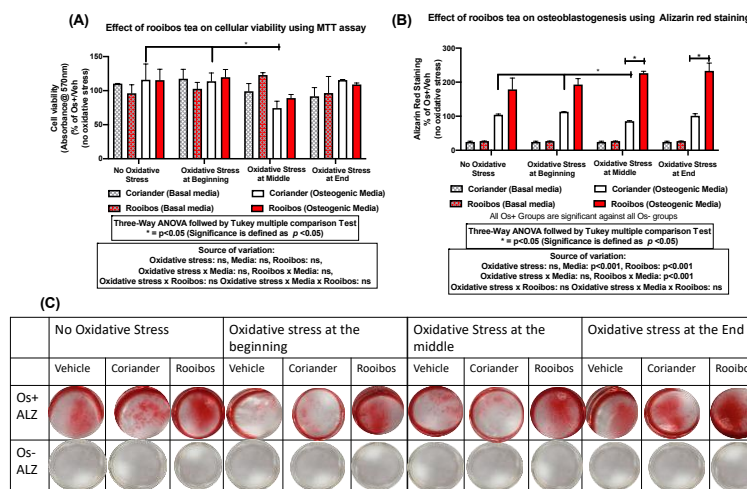 (A)
Effect of rooibos tea on cellular viability using MTT assay
*
Cell viability
(Absorbance@ 570nm)
(% of Os+/Veh)
(no oxidative stress)
150
100
50
0
No Oxidative
Stress
Oxidative Stress
at Beginning
Oxidative Stress
at Middle
Oxidative Stress
at End
Coriander (Basal media)
Coriander (Osteogenic Media)
Rooibos (Basal media)
Rooibos (Osteogenic Media)
Three-Way ANOVA follwed by Tukey multiple comparison Test
* = p<0.05 (Significance is defined as p <0.05)
Source of variation:
Oxidative stress: ns, Media: ns, Rooibos: ns,
Oxidative stress x Media: ns, Rooibos x Media: ns,
Oxidative stress x Rooibos: ns Oxidative stress x Media x Rooibos: ns
(B)
Effect of rooibos tea on osteoblastogenesis using Alizarin red staining
*
*
*
Alizarin Red Staining
% of Os+/Veh
(no oxidative stress)
300
200
100
0
No Oxidative
Stress
Oxidative Stress
at Beginning
Oxidative Stress
at Middle
Oxidative Stress
at End
Coriander (Basal media)
Coriander (Osteogenic Media)
Rooibos (Basal media)
Rooibos (Osteogenic Media)
All Os+ Groups are significant against all Os- groups
Three-Way ANOVA follwed by Tukey multiple comparison Test
* = p<0.05 (Significance is defined as p <0.05)
Source of variation:
Oxidative stress: ns, Media: p<0.001, Rooibos: p<0.001
Oxidative stress x Media: ns, Rooibos x Media: p<0.001
Oxidative stress x Rooibos: ns Oxidative stress x Media x Rooibos: ns
(C)
No Oxidative Stress
Oxidative stress at the
beginning
Oxidative Stress at the
middle
Oxidative stress at the End
Vehicle Coriander Rooibos Vehicle Coriander Rooibos Vehicle Coriander Rooibos Vehicle Coriander Rooibo
Os+
ALZ
Os-
ALZ